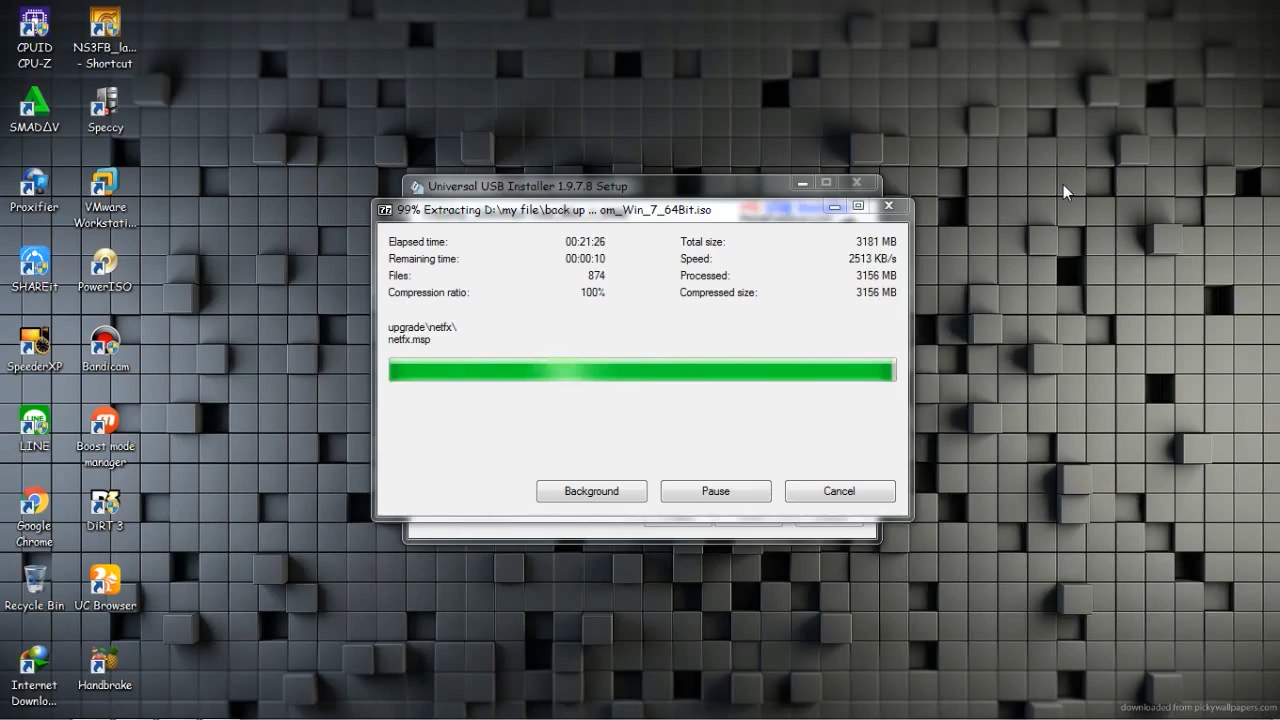 CPUID
CPU-Z
NS3FB_la...
- Shortcut
SMADΔV
Speccy
Proxifier
VMware
Workstati...
SHAREit
PowerISO
SpeederXP
Bandicam
LINE
Boost mode
manager
Google
Chrome
DiRT 3
Recycle Bin
UC Browser
Internet
Downlo...
Handbrake
Universal USB Installer 1.9.7.8 Setup
99% Extracting D:\my file\back up ... om_Win_7_64Bit.iso
Elapsed time: 00:21:26 Total size: 3181 MB
Remaining time: 00:00:10 Speed: 2513 KB/s
Files: 874 Processed: 3156 MB
Compression ratio: 100% Compressed size: 3156 MB
upgrade\netfx\
netfx.msp
Background Pause Cancel
downloaded from pickywallpapers.com